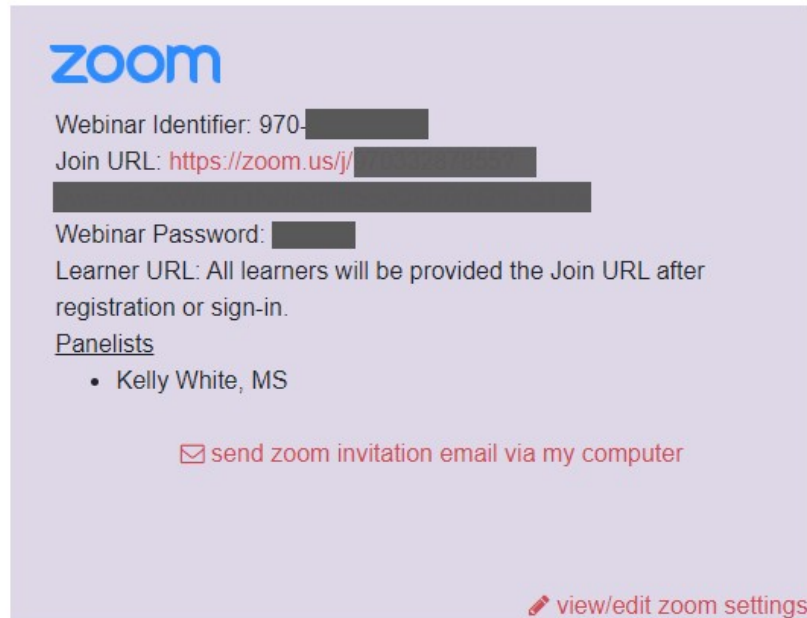 zoom
Webinar Identifier: 970-
Join URL: https://zoom.us/j/
Webinar Password:
Learner URL: All learners will be provided the Join URL after
registration or sign-in.
Panelists
• Kelly White, MS
send zoom invitation email via my computer
view/edit zoom settings